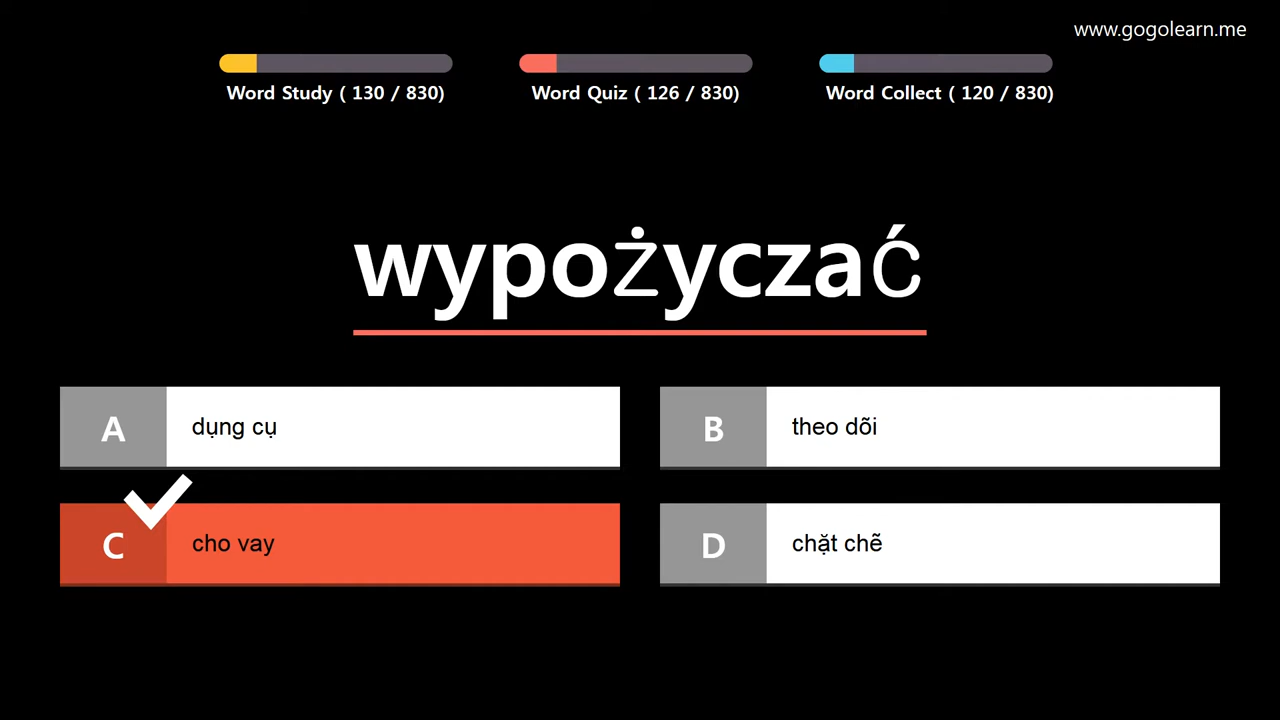 www.gogolearn.me
Word Study ( 130 / 830)
Word Quiz ( 126 / 830)
Word Collect ( 120 / 830)
wypożyczać
A
dụng cụ
B
theo dõi
C
cho vay
D
chặt chẽ